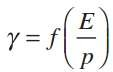 γ = f(E/p)